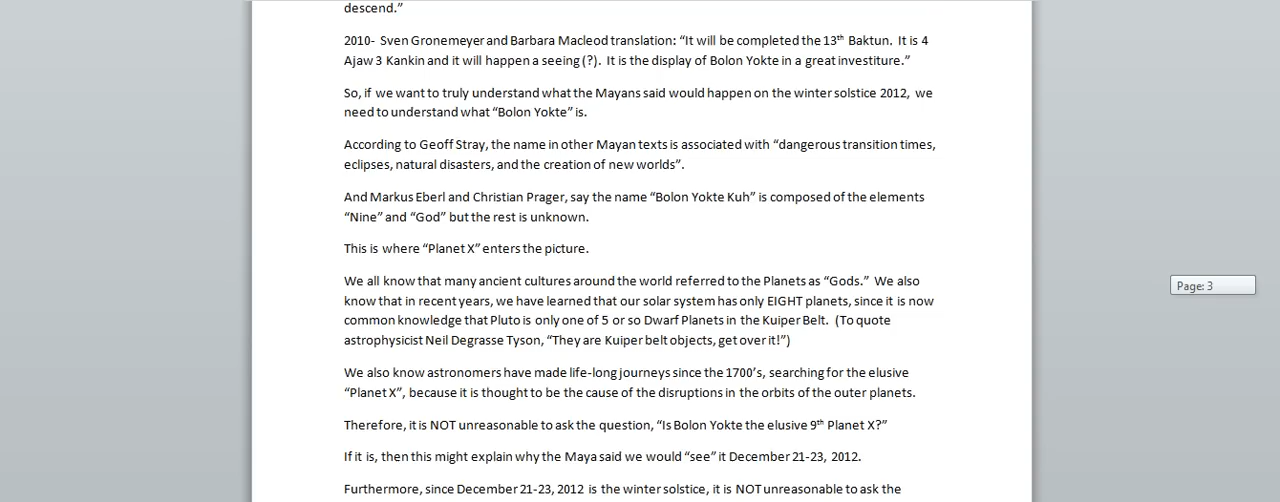 descend.”
2010- Sven Gronemeyer and Barbara Macleod translation: “It will be completed the 13th Baktun. It is 4
Ajaw 3 Kankin and it will happen a seeing (?). It is the display of Bolon Yokte in a great investiture.”
So, if we want to truly understand what the Mayans said would happen on the winter solstice 2012, we
need to understand what “Bolon Yokte” is.
According to Geoff Stray, the name in other Mayan texts is associated with “dangerous transition times,
eclipses, natural disasters, and the creation of new worlds”.
And Markus Eberl and Christian Prager, say the name “Bolon Yokte Kuh” is composed of the elements
“Nine” and “God” but the rest is unknown.
This is where “Planet X” enters the picture.
We all know that many ancient cultures around the world referred to the Planets as “Gods.” We also
know that in recent years, we have learned that our solar system has only EIGHT planets, since it is now
common knowledge that Pluto is only one of 5 or so Dwarf Planets in the Kuiper Belt. (To quote
astrophysicist Neil Degrasse Tyson, “They are Kuiper belt objects, get over it!”)
We also know astronomers have made life-long journeys since the 1700’s, searching for the elusive
“Planet X”, because it is thought to be the cause of the disruptions in the orbits of the outer planets.
Therefore, it is NOT unreasonable to ask the question, “Is Bolon Yokte the elusive 9th Planet X?”
If it is, then this might explain why the Maya said we would “see” it December 21-23, 2012.
Furthermore, since December 21-23, 2012 is the winter solstice, it is NOT unreasonable to ask the
Page: 3